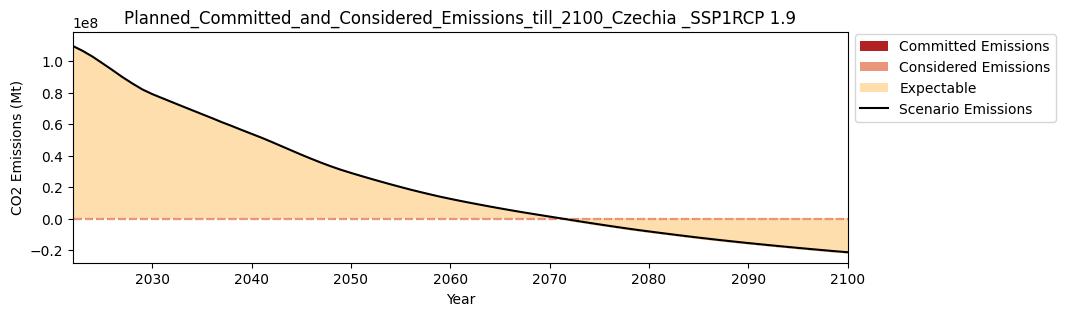 Planned_Committed_and_Considered_Emissions_till_2100_Czechia _SSP1RCP 1.9
1e8
CO2 Emissions (Mt)
1.0
0.8
0.6
0.4
0.2
0.0
−0.2
2030 2040 2050 2060 2070 2080 2090 2100
Year
Committed Emissions
Considered Emissions
Expectable
Scenario Emissions